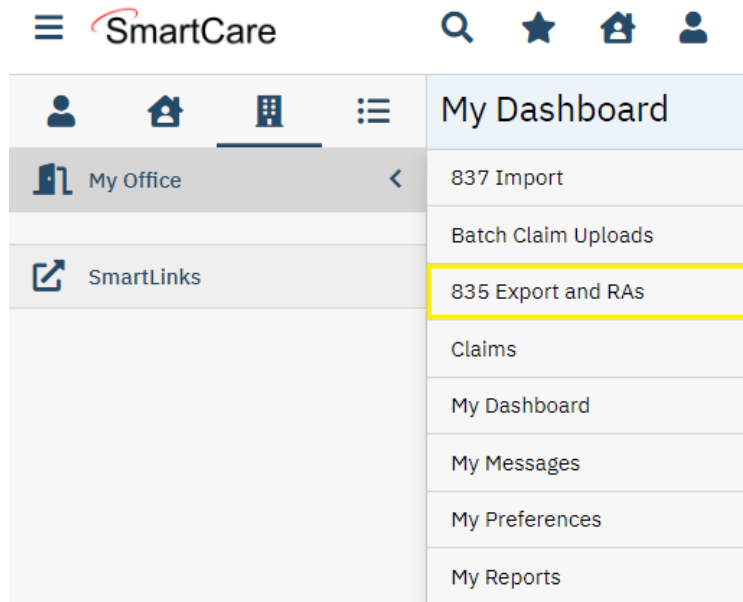 SmartCare
My Office
SmartLinks
My Dashboard
837 Import
Batch Claim Uploads
835 Export and RAs
Claims
My Dashboard
My Messages
My Preferences
My Reports